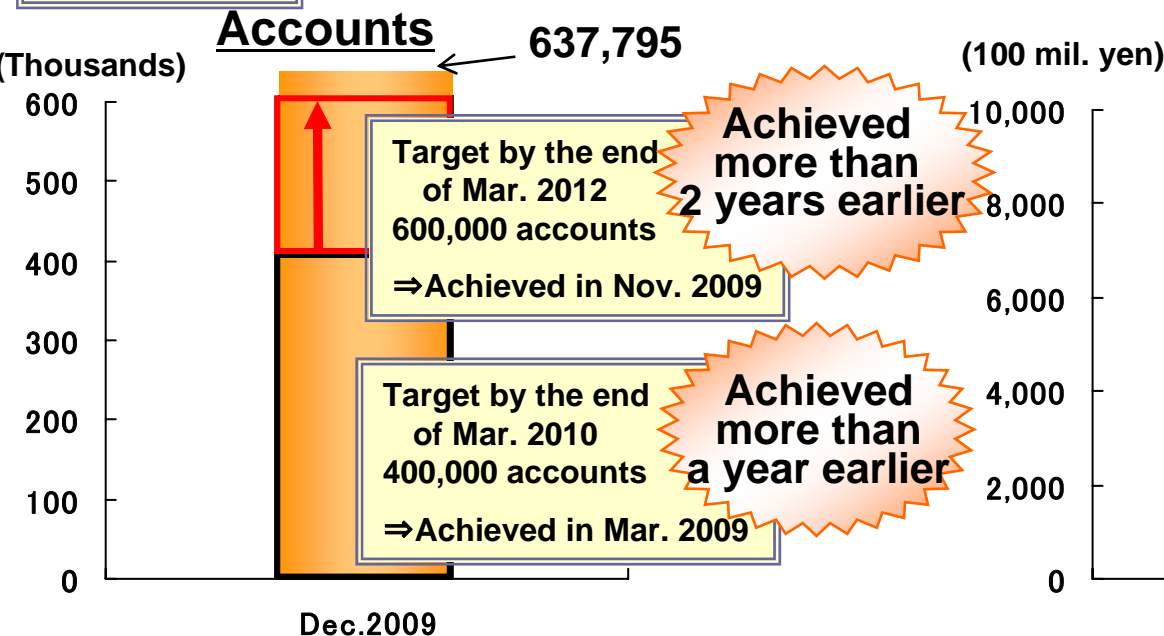 Accounts
637,795
(Thousands)
(100 mil. yen)
600
500
400
300
200
100
0
Dec.2009
Target by the end
of Mar. 2012
600,000 accounts
⇒Achieved in Nov. 2009
Achieved
more than
2 years earlier
Target by the end
of Mar. 2010
400,000 accounts
⇒Achieved in Mar. 2009
Achieved
more than
a year earlier
10,000
8,000
6,000
4,000
2,000
0